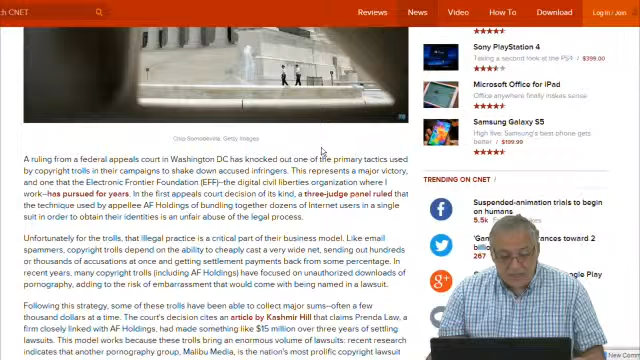 ch CNET
Reviews
News
Video
How To
Download
Log In / Join
Sony PlayStation 4
Taking a second look at the PS4 / $399.00
Microsoft Office for iPad
Office anywhere finally makes sense
Samsung Galaxy S5
High five: Samsung's best phone gets
better / $199.99
Chip Somodevilla, Getty Images
A ruling from a federal appeals court in Washington DC has knocked out one of the primary tactics used
by copyright trolls in their campaigns to shake down accused infringers. This represents a major victory,
and one that the Electronic Frontier Foundation (EFF)--the digital civil liberties organization where I
work--has pursued for years. In the first appeals court decision of its kind, a three-judge panel ruled that
the technique used by appellee AF Holdings of bundling together dozens of Internet users in a single
suit in order to obtain their identities is an unfair abuse of the legal process.
Unfortunately for the trolls, that illegal practice is a critical part of their business model. Like email
spammers, copyright trolls depend on the ability to cheaply cast a very wide net, sending out hundreds
or thousands of accusations at once and getting settlement payments back from some percentage. In
recent years, many copyright trolls (including AF Holdings) have focused on unauthorized downloads of
pornography, adding to the risk of embarrassment that would come with being named in a lawsuit.
Following this strategy, some of these trolls have been able to collect major sums--often a few
thousand dollars at a time. The court's decision cites an article by Kashmir Hill that claims Prenda Law, a
firm closely linked with AF Holdings, had made something like $15 million over three years of settling
lawsuits. This model works because these trolls bring an enormous volume of lawsuits: recent research
indicates that another pornography group, Malibu Media, is the nation's most prolific copyright lawsuit
TRENDING ON CNET
Suspended-animation trials to begin
on humans
5.5k
'Gam
ances toward 2
billion
267
gle Play
New Comm